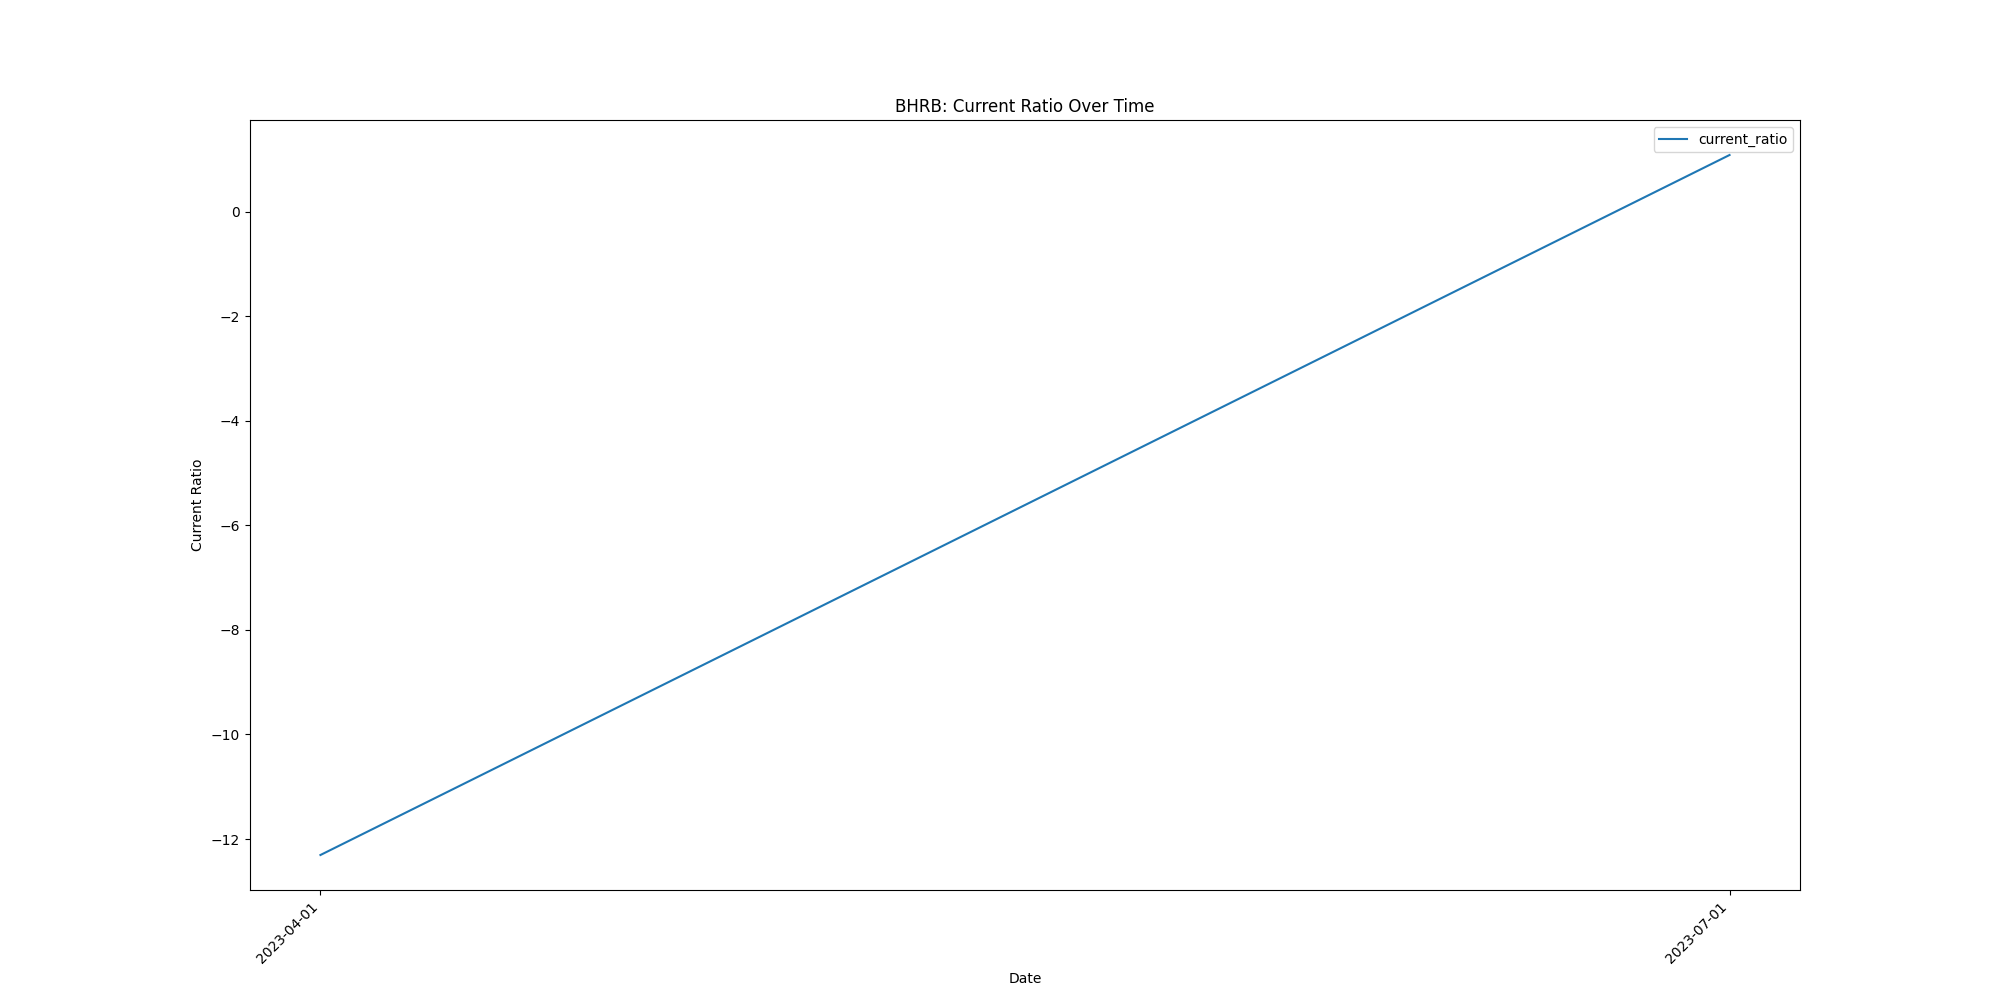 BHRB: Current Ratio Over Time
current_ratio
Current Ratio
0
−2
−4
−6
−8
−10
−12
2023-04-01
2023-07-01
Date